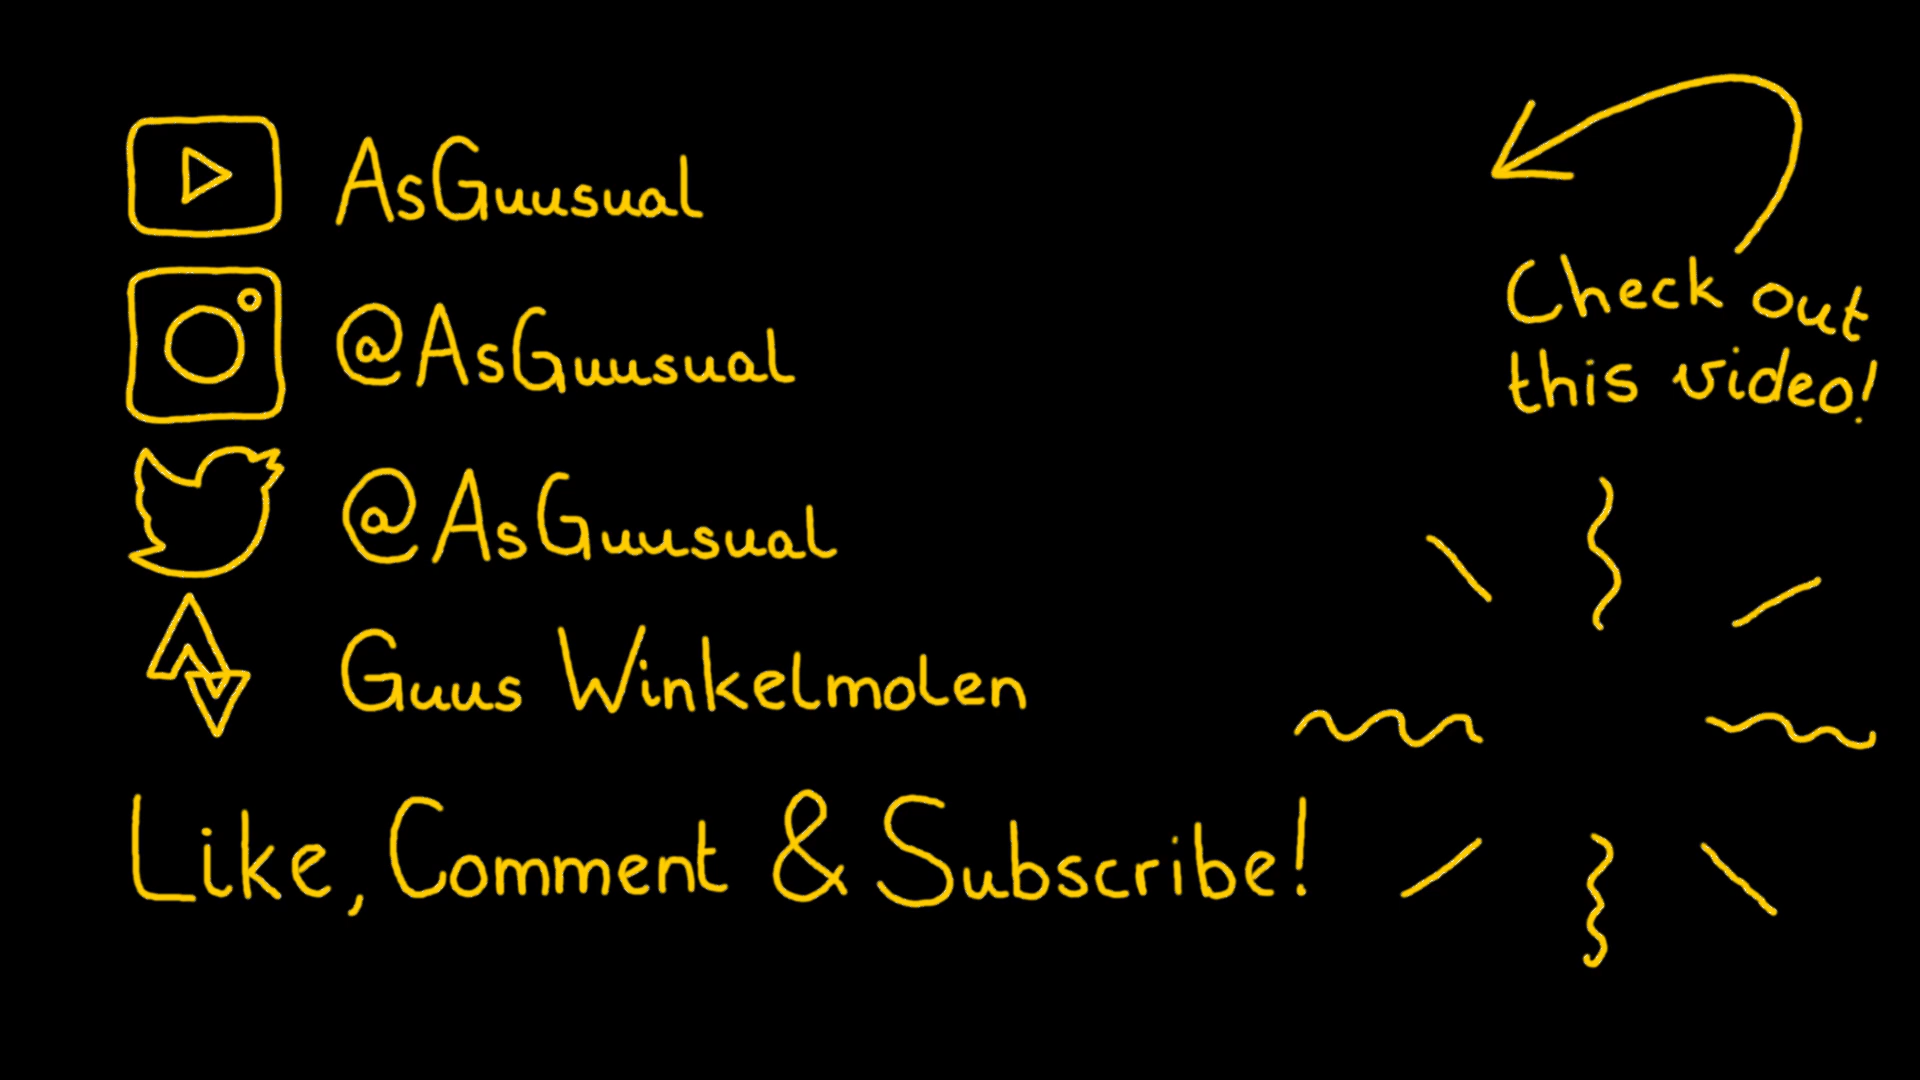 AsGuusual
@AsGuusual
@AsGuusual
Guus Winkelmolen
Like, Comment & Subscribe!
Check out
this video!